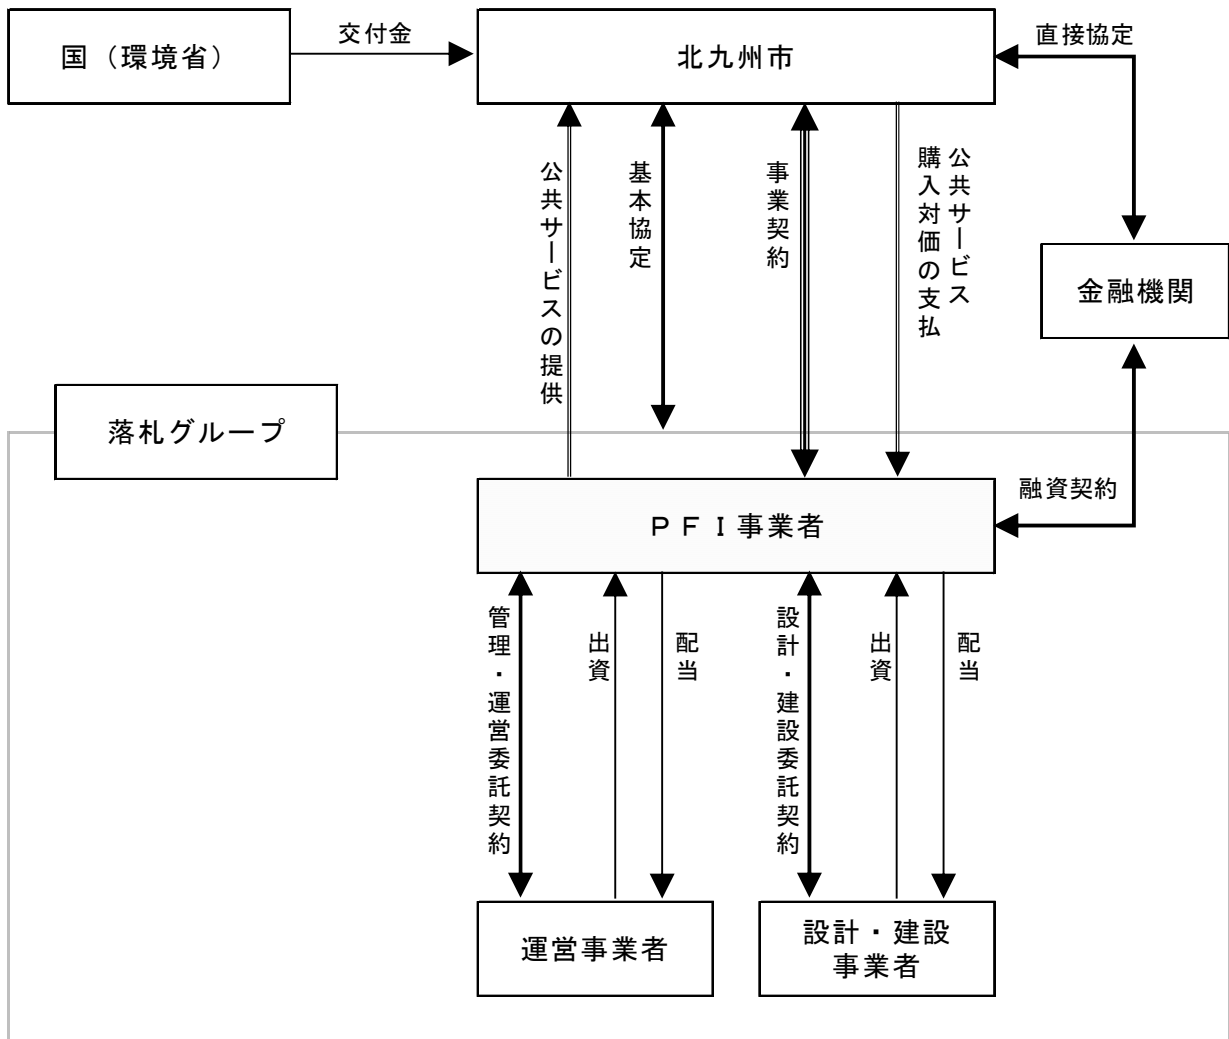 国（環境省）
交付金
北九州市
直接協定
公共サービスの提供
基本協定
事業契約
公共サービス
購入対価の支払
金融機関
落札グループ
融資契約
ＰＦＩ事業者
管理・運営委託契約
出資
配当
設計・建設委託契約
出資
配当
運営事業者
設計・建設
事業者